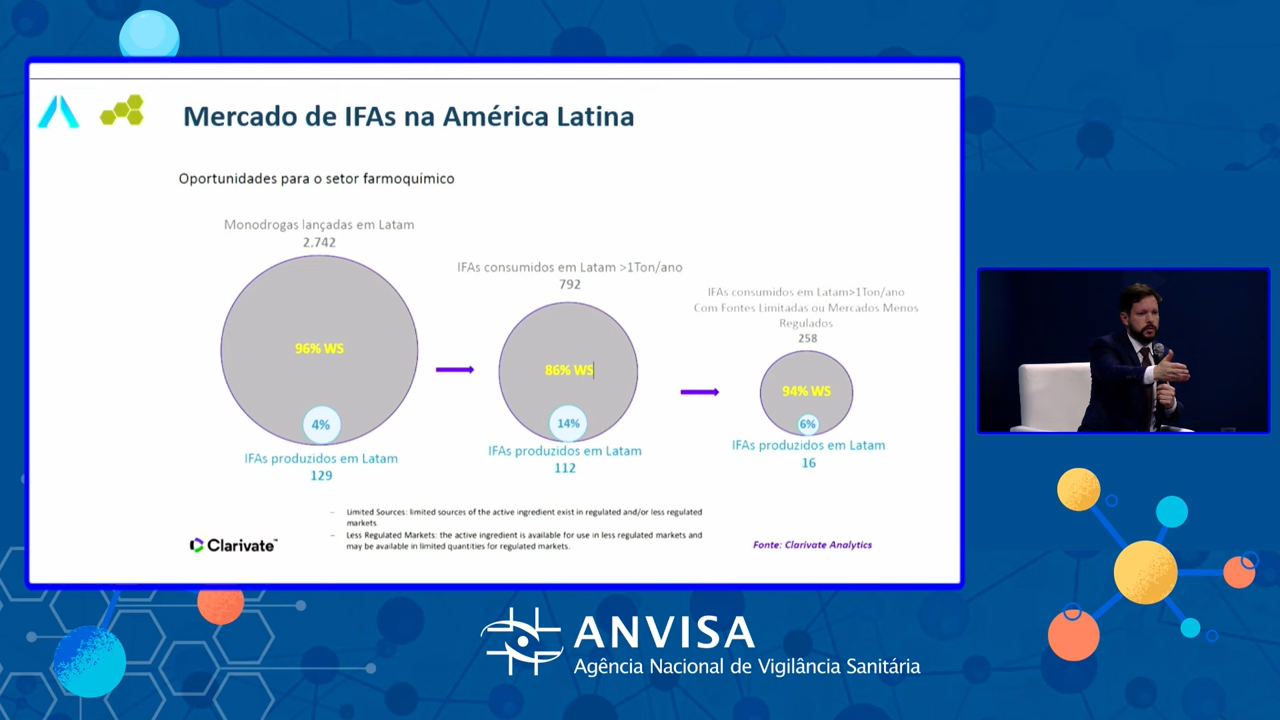 Mercado de IFAs na América Latina
Oportunidades para o setor farmoquímico
Monodrogas lançadas em Latam
2.742
96% WS
4%
IFAs produzidos em Latam
129
IFAs consumidos em Latam >1Ton/ano
792
86% WS
14%
IFAs produzidos em Latam
112
IFAs consumidos em Latam>1Ton/ano
Com Fontes Limitadas ou Mercados Menos
Regulados
258
94% WS
6%
IFAs produzidos em Latam
16
– Limited Sources: limited sources of the active ingredient exist in regulated and/or less regulated
markets
– Less Regulated Markets: the active ingredient is available for use in less regulated markets and
may be available in limited quantities for regulated markets.
Clarivate™
Fonte: Clarivate Analytics
ANVISA
Agência Nacional de Vigilância Sanitária